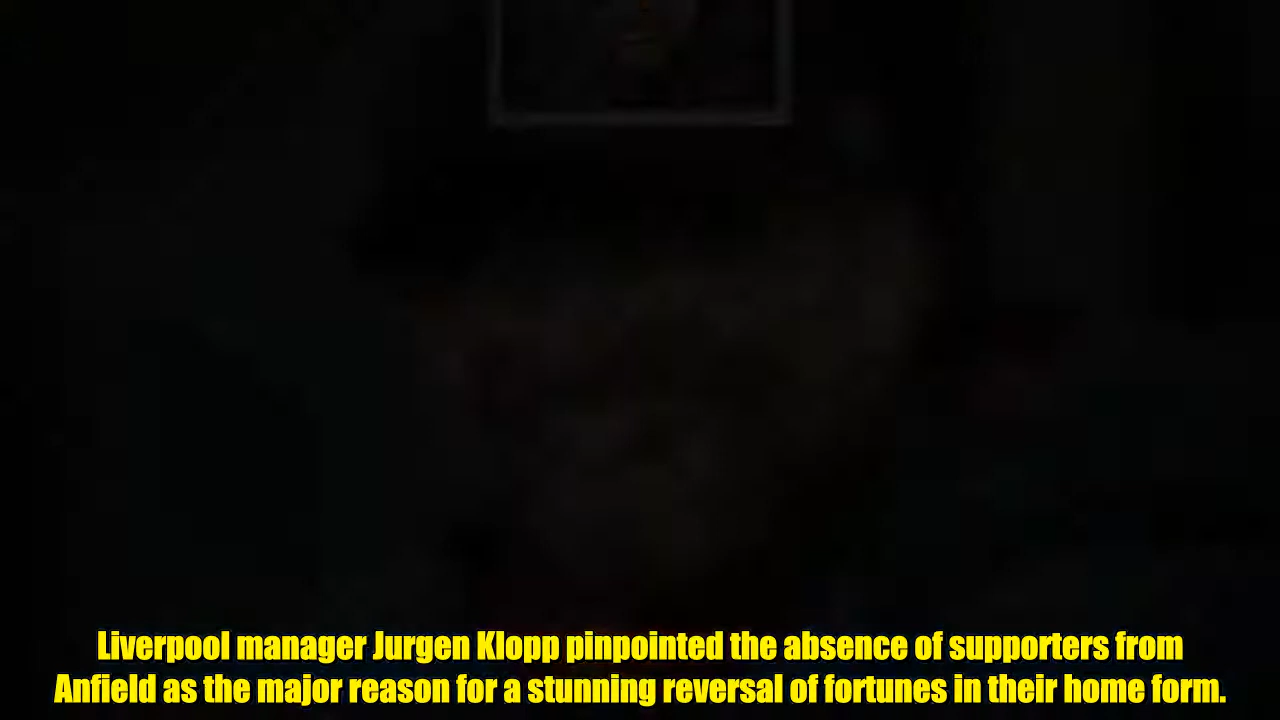 Liverpool manager Jurgen Klopp pinpointed the absence of supporters from
Anfield as the major reason for a stunning reversal of fortunes in their home form.